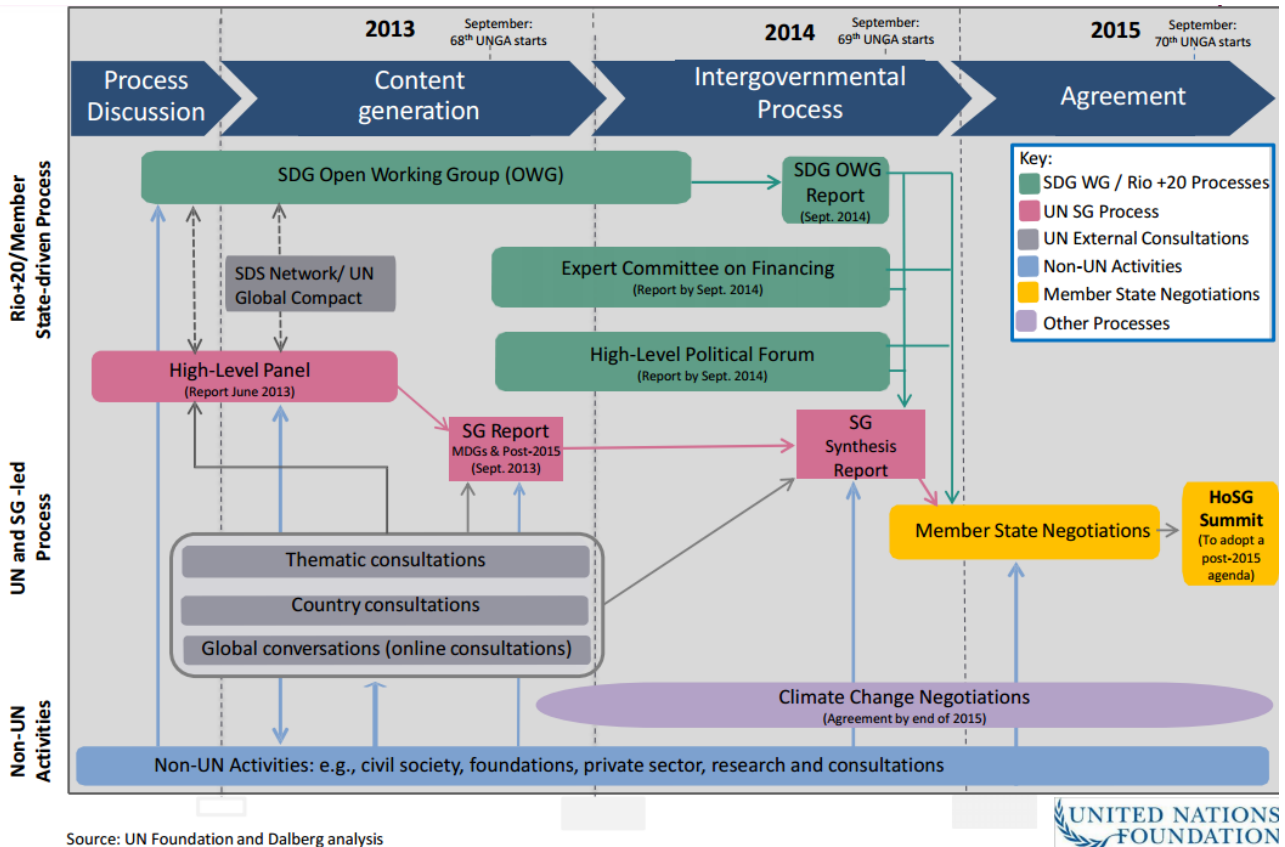 2013
September:
68th UNGA starts
2014
September:
69th UNGA starts
2015
September:
70th UNGA starts
Process
Discussion
Content
generation
Intergovernmental
Process
Agreement
Rio+20/Member
State-driven Process
UN and SG -led
Process
Non-UN
Activities
SDG Open Working Group (OWG)
SDG OWG
Report
(Sept. 2014)
Key:
SDG WG / Rio +20 Processes
UN SG Process
UN External Consultations
Non-UN Activities
Member State Negotiations
Other Processes
SDS Network/ UN
Global Compact
Expert Committee on Financing
(Report by Sept. 2014)
High-Level Political Forum
(Report by Sept. 2014)
High-Level Panel
(Report June 2013)
SG Report
MDGs & Post-2015
(Sept. 2013)
SG
Synthesis
Report
Member State Negotiations
HoSG
Summit
(To adopt a
post-2015
agenda)
Thematic consultations
Country consultations
Global conversations (online consultations)
Climate Change Negotiations
(Agreement by end of 2015)
Non-UN Activities: e.g., civil society, foundations, private sector, research and consultations
Source: UN Foundation and Dalberg analysis
UNITED NATIONS
FOUNDATION